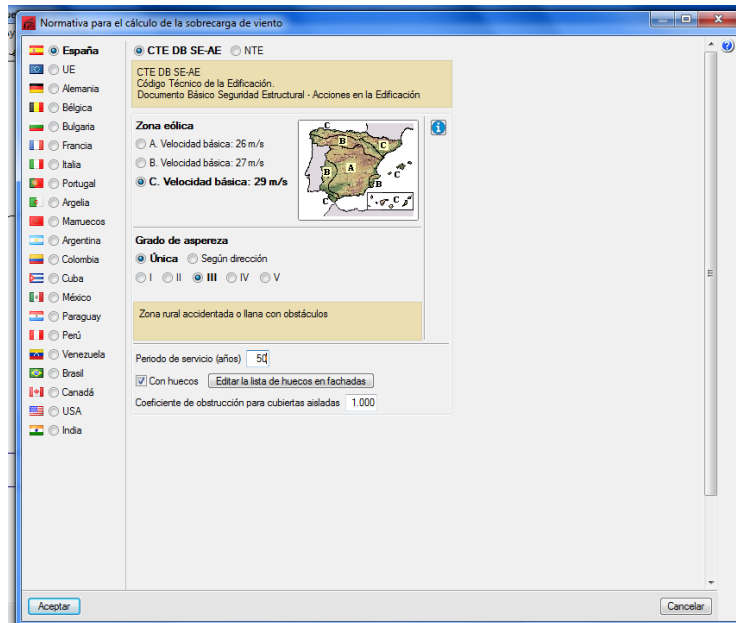 Normativa para el cálculo de la sobrecarga de viento
España
UE
Alemania
Bélgica
Bulgaria
Francia
Italia
Portugal
Argelia
Marruecos
Argentina
Colombia
Cuba
México
Paraguay
Perú
Venezuela
Brasil
Canadá
USA
India
CTE DB SE-AE
NTE
CTE DB SE-AE
Código Técnico de la Edificación.
Documento Básico Seguridad Estructural - Acciones en la Edificación
Zona eólica
A. Velocidad básica: 26 m/s
B. Velocidad básica: 27 m/s
C. Velocidad básica: 29 m/s
C
B
C
A
B
C
B
C
C
Grado de aspereza
Única
Según dirección
I
II
III
IV
V
Zona rural accidentada o llana con obstáculos
Periodo de servicio (años) 50
Con huecos
Editar la lista de huecos en fachadas
Coeficiente de obstrucción para cubiertas aisladas 1.000
Aceptar
Cancelar